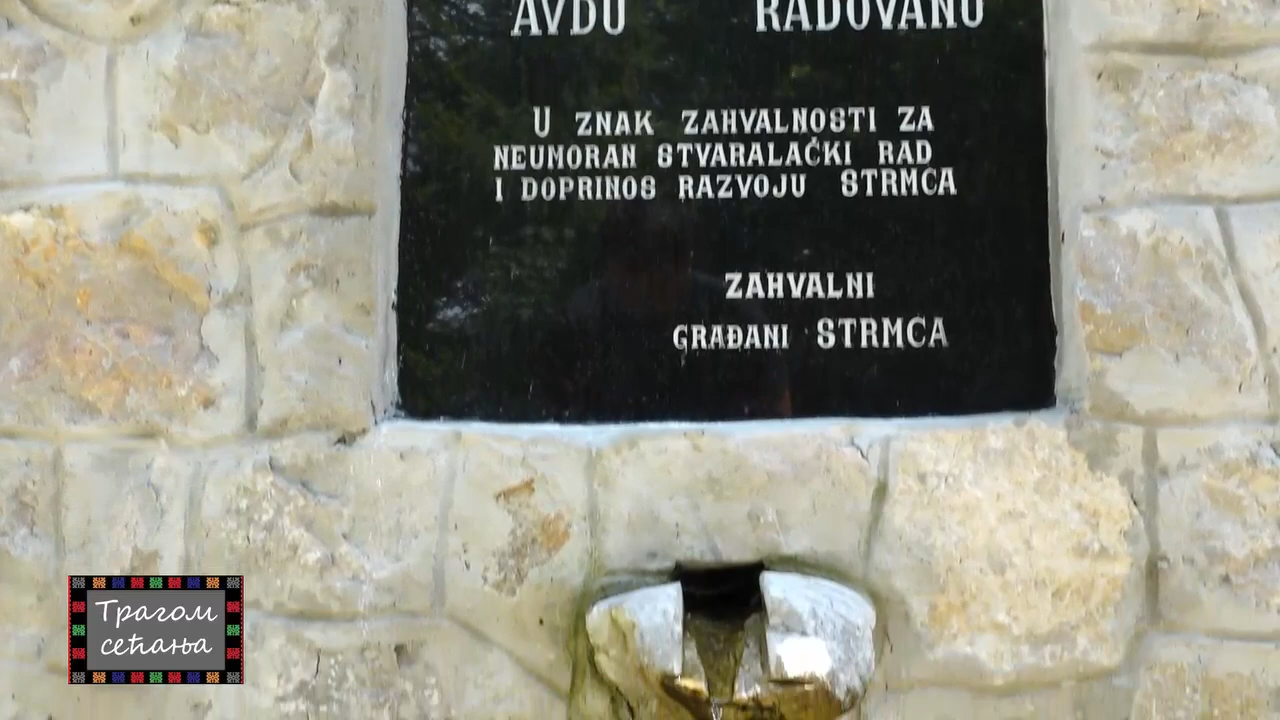 AVDU RADOVANU
U ZNAK ZAHVALNOSTI ZA
NEUMORAN STVARALAČKI RAD
I DOPRINOS RAZVOJU STRMCA
ZAHVALNI
GRAĐANI STRMCA
Трагом
сећања